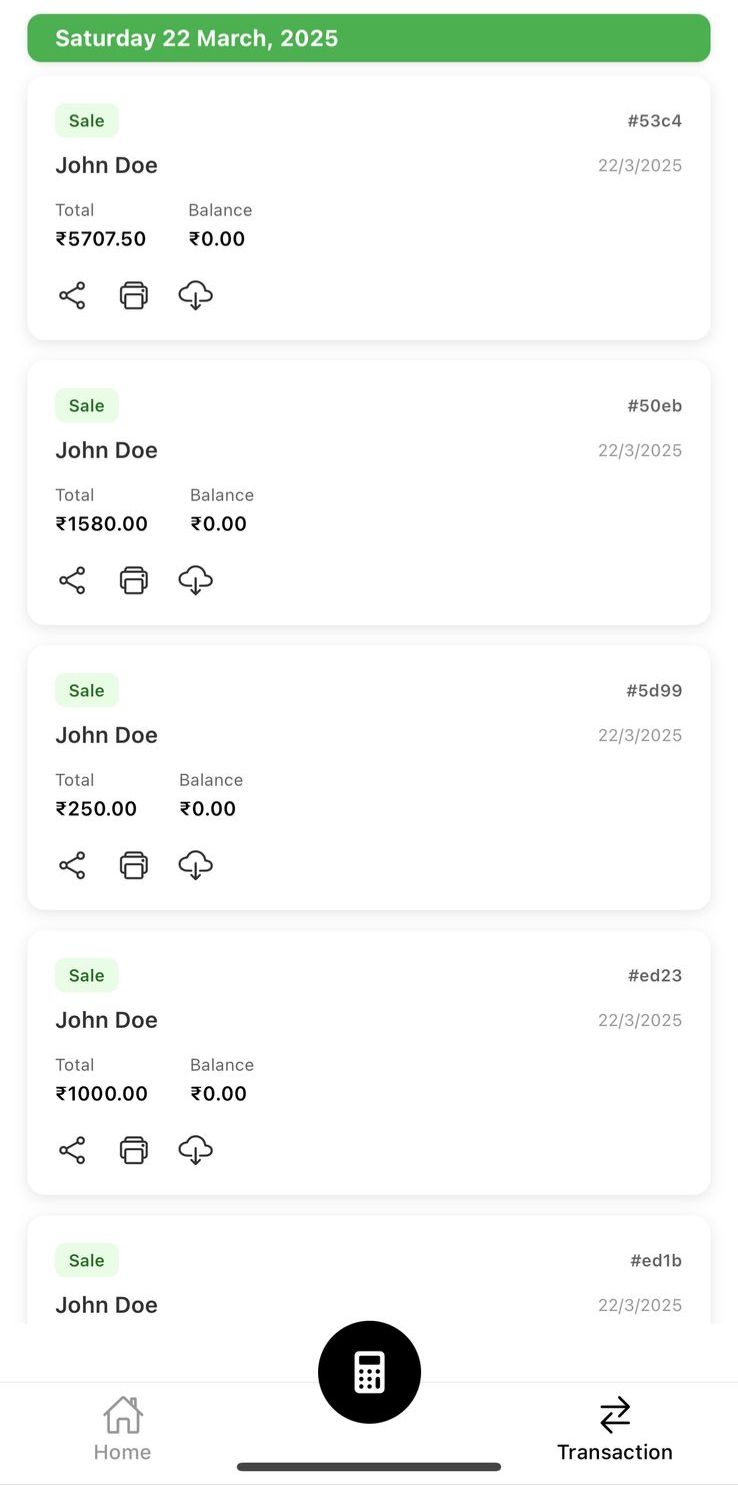 Saturday 22 March, 2025
Sale #53c4
John Doe 22/3/2025
Total Balance
₹5707.50 ₹0.00
Sale #50eb
John Doe 22/3/2025
Total Balance
₹1580.00 ₹0.00
Sale #5d99
John Doe 22/3/2025
Total Balance
₹250.00 ₹0.00
Sale #ed23
John Doe 22/3/2025
Total Balance
₹1000.00 ₹0.00
Sale #ed1b
John Doe 22/3/2025
Home Transaction